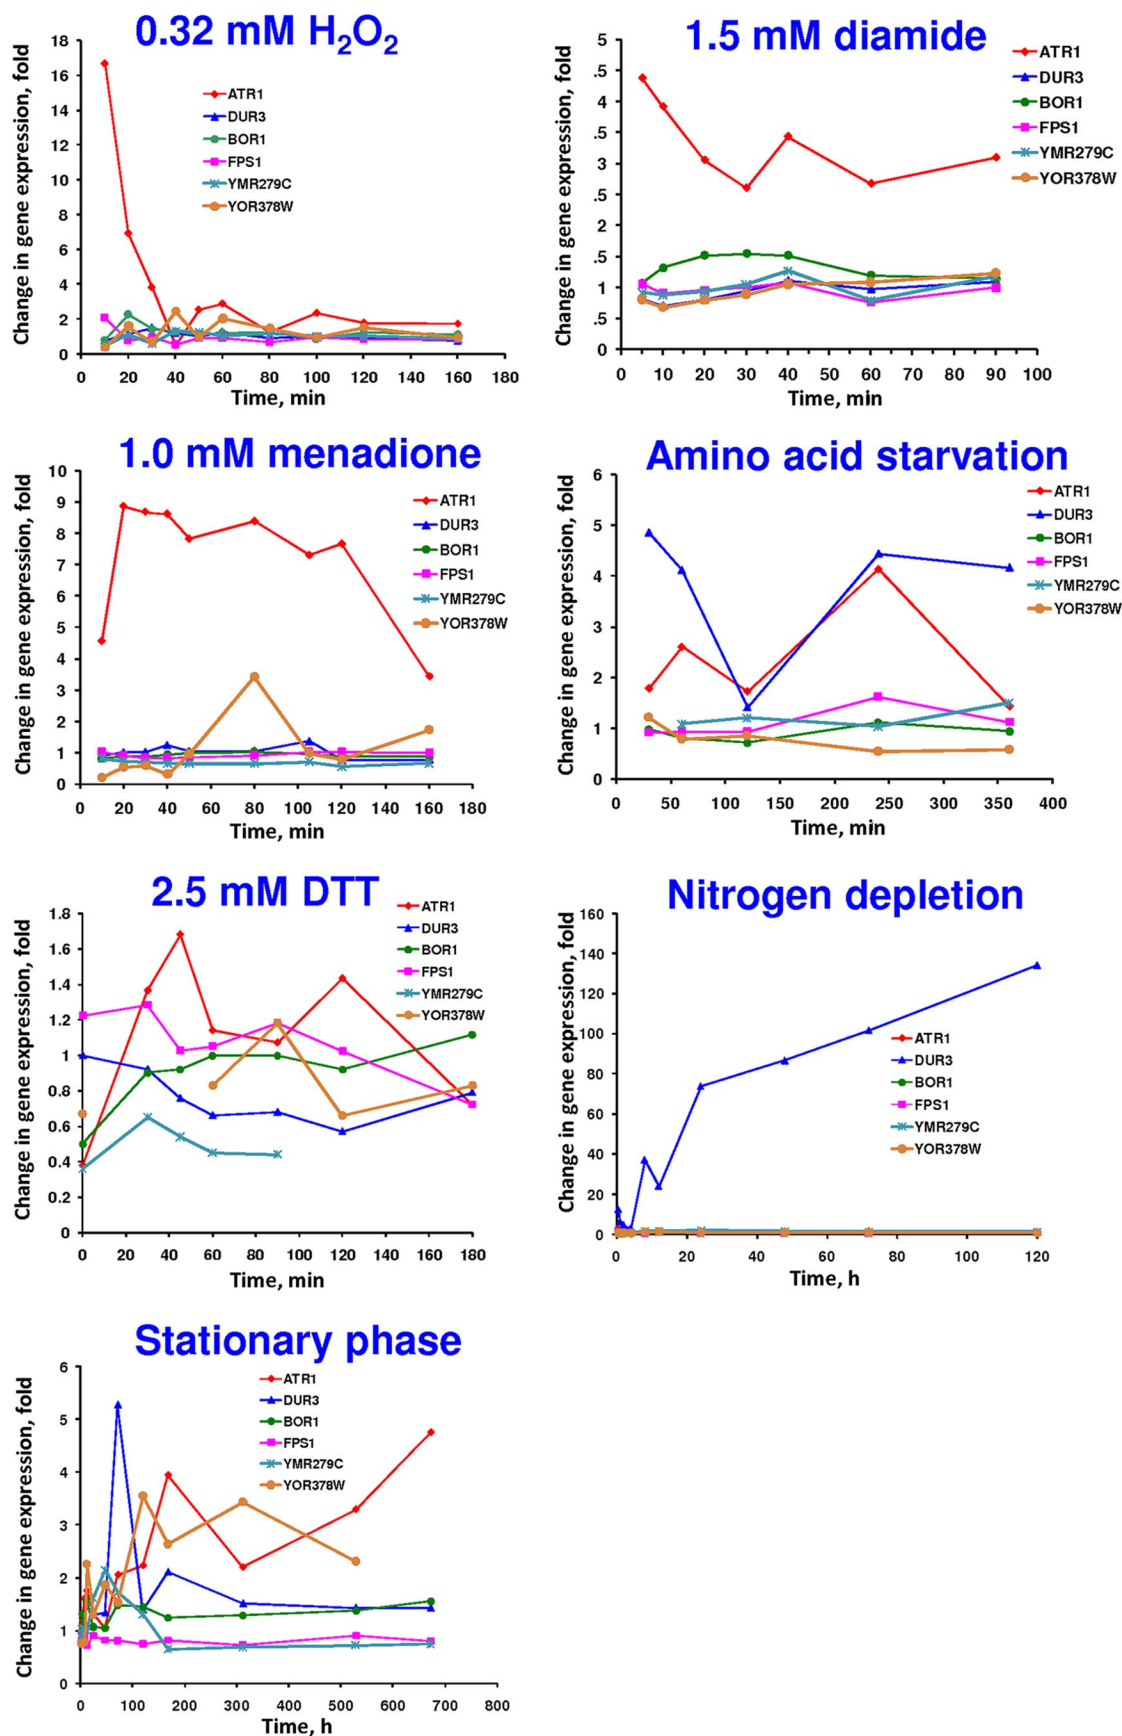 0.32 mM H₂O₂
Change in gene expression, fold
18
16
14
12
10
8
6
4
2
0
ATR1
DUR3
BOR1
FPS1
YMR279C
YOR378W
0 20 40 60 80 100 120 140 160 180
Time, min
1.5 mM diamide
Change in gene expression, fold
5
.5
4
.5
3
.5
2
.5
1
.5
0
ATR1
DUR3
BOR1
FPS1
YMR279C
YOR378W
0 10 20 30 40 50 60 70 80 90 100
Time, min
1.0 mM menadione
Change in gene expression, fold
10
9
8
7
6
5
4
3
2
1
0
ATR1
DUR3
BOR1
FPS1
YMR279C
YOR378W
0 20 40 60 80 100 120 140 160 180
Time, min
Amino acid starvation
Change in gene expression, fold
6
5
4
3
2
1
0
ATR1
DUR3
BOR1
FPS1
YMR279C
YOR378W
0 50 100 150 200 250 300 350 400
Time, min
2.5 mM DTT
Change in gene expression, fold
1.8
1.6
1.4
1.2
1
0.8
0.6
0.4
0.2
0
ATR1
DUR3
BOR1
FPS1
YMR279C
YOR378W
0 20 40 60 80 100 120 140 160 180
Time, min
Nitrogen depletion
Change in gene expression, fold
160
140
120
100
80
60
40
20
0
ATR1
DUR3
BOR1
FPS1
YMR279C
YOR378W
0 20 40 60 80 100 120
Time, h
Stationary phase
Change in gene expression, fold
6
5
4
3
2
1
0
ATR1
DUR3
BOR1
FPS1
YMR279C
YOR378W
0 100 200 300 400 500 600 700 800
Time, h